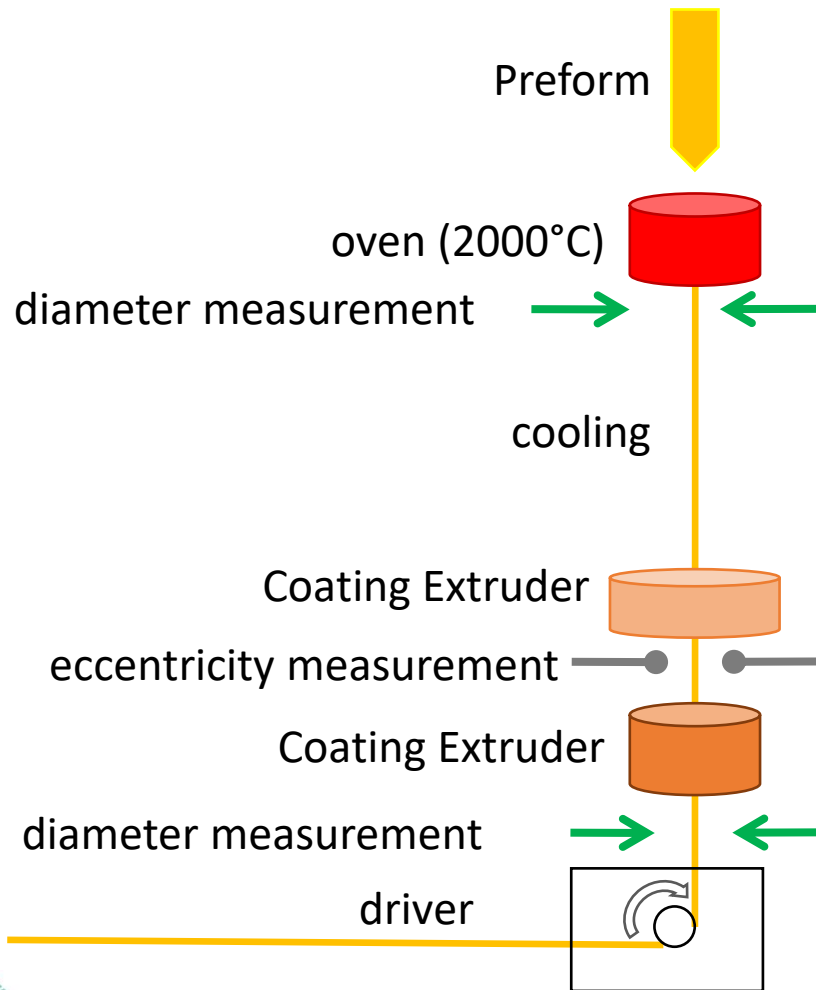 Preform
oven (2000°C)
diameter measurement
cooling
Coating Extruder
eccentricity measurement
Coating Extruder
diameter measurement
driver